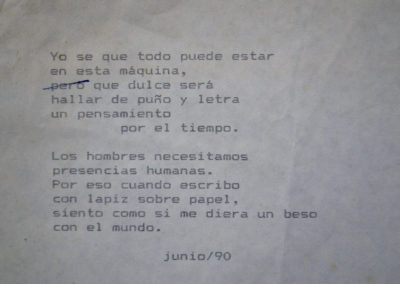 Yo se que todo puede estar
en esta máquina,
pero que dulce será
hallar de puño y letra
un pensamiento
por el tiempo.
Los hombres necesitamos
presencias humanas.
Por eso cuando escribo
con lapiz sobre papel,
siento como si me diera un beso
con el mundo.
junio/90